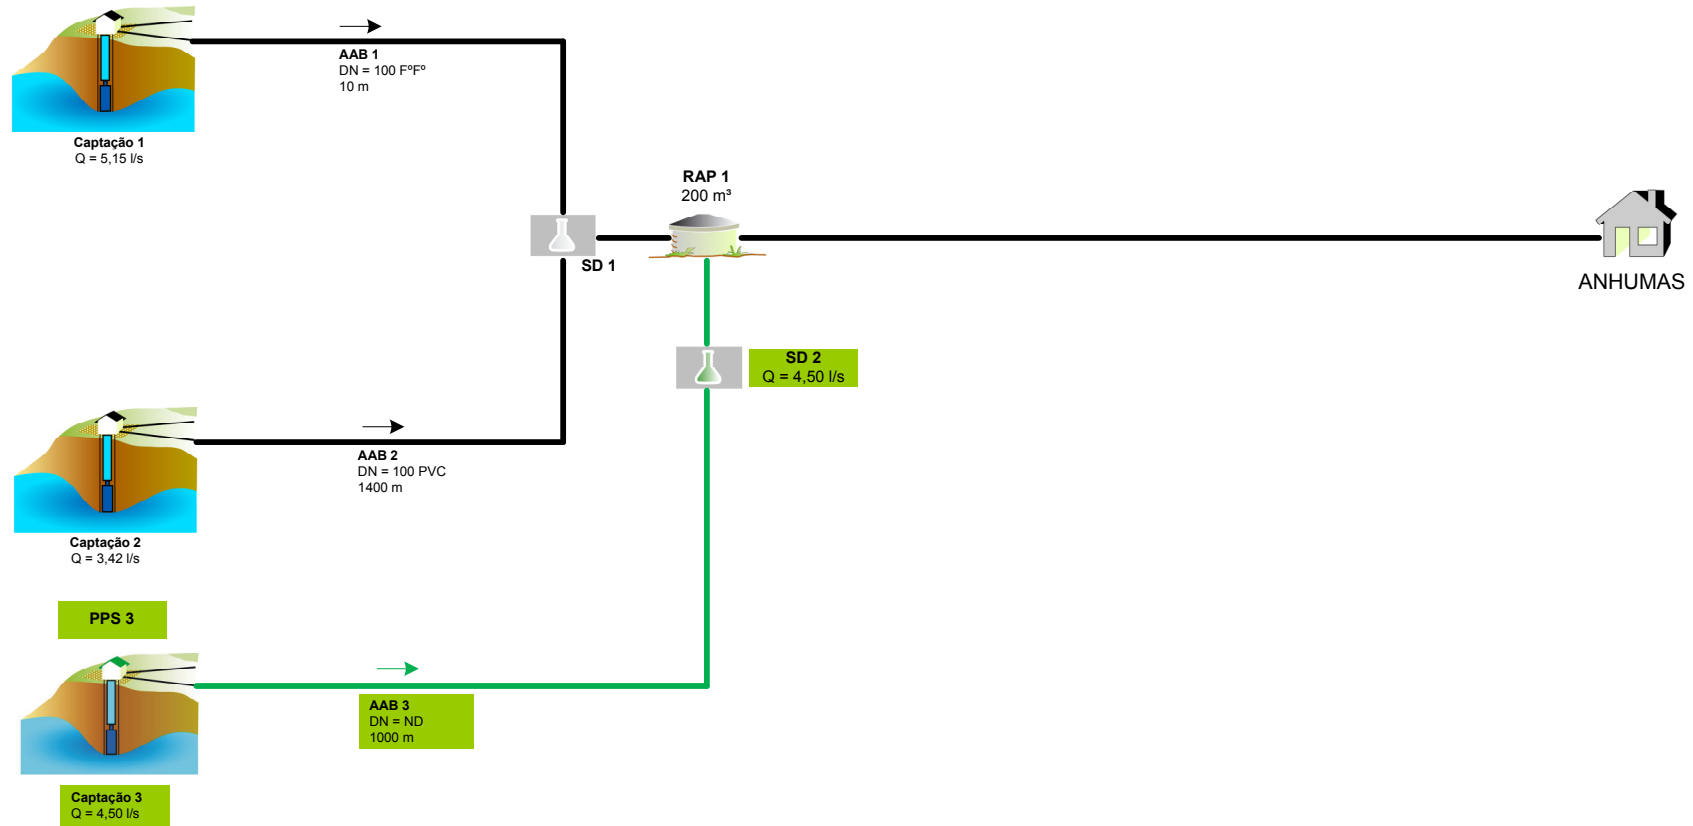 AAB 1
DN = 100 FºFº
10 m
Captação 1
Q = 5,15 l/s
RAP 1
200 m³
SD 1
ANHUMAS
SD 2
Q = 4,50 l/s
AAB 2
DN = 100 PVC
1400 m
Captação 2
Q = 3,42 l/s
PPS 3
AAB 3
DN = ND
1000 m
Captação 3
Q = 4,50 l/s